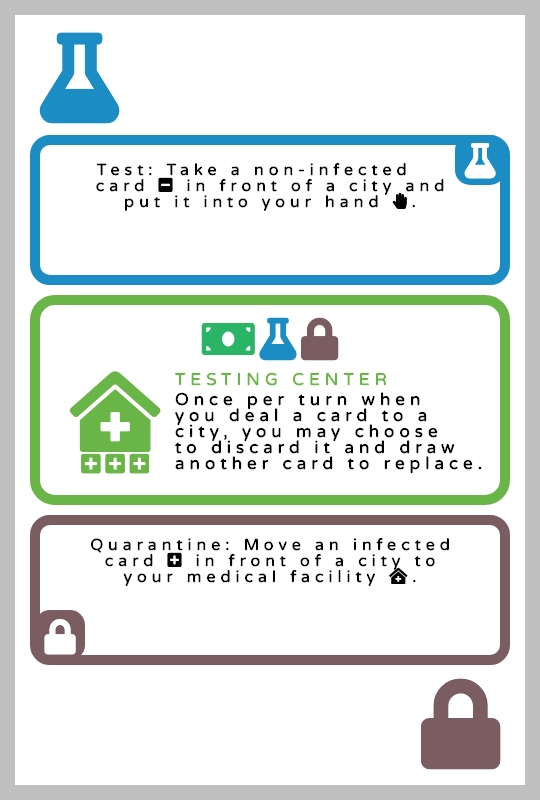 Test: Take a non-infected
card in front of a city and
put it into your hand .
TESTING CENTER
Once per turn when
you deal a card to a
city, you may choose
to discard it and draw
another card to replace.
Quarantine: Move an infected
card in front of a city to
your medical facility .